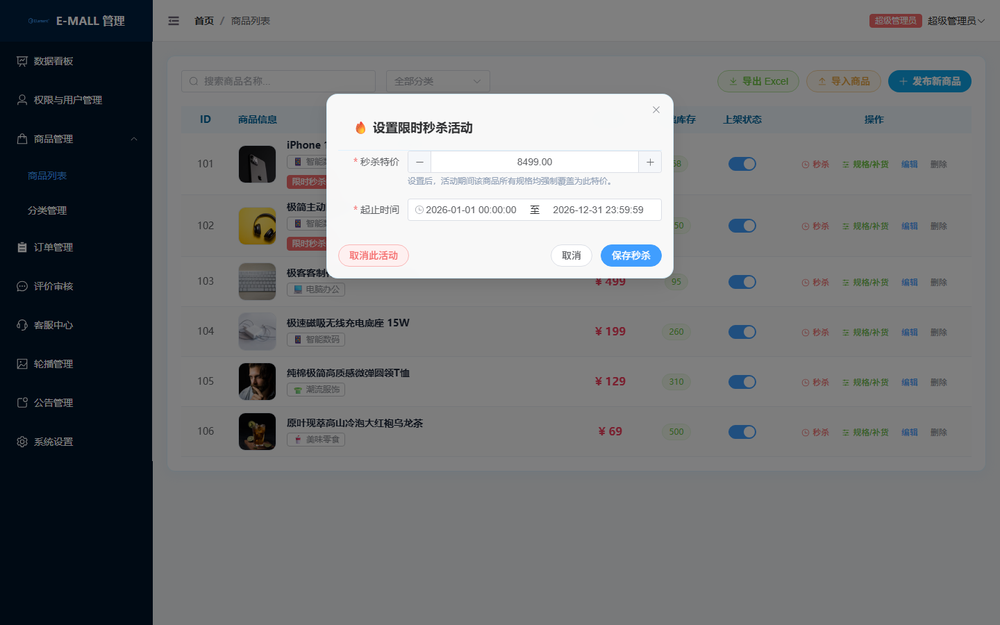 E-MALL 管理
首页 / 商品列表
超级管理员 超级管理员
数据看板
权限与用户管理
商品管理
商品列表
分类管理
订单管理
评价审核
客服中心
轮播管理
公告管理
系统设置
搜索商品名称...
全部分类
导出 Excel
导入商品
发布新商品
ID 商品信息 库存 上架状态 操作
101
iPhone 1
智能数
限时秒杀
58
秒杀 规格/补货 编辑 删除
102
极简主动
智能数
限时秒杀
50
秒杀 规格/补货 编辑 删除
103
极客客制
电脑办公
¥ 499
95
秒杀 规格/补货 编辑 删除
104
极速磁吸无线充电底座 15W
智能数码
¥ 199
260
秒杀 规格/补货 编辑 删除
105
纯棉极简高质感微弹圆领T恤
潮流服饰
¥ 129
310
秒杀 规格/补货 编辑 删除
106
原叶现萃高山冷泡大红袍乌龙茶
美味零食
¥ 69
500
秒杀 规格/补货 编辑 删除
设置限时秒杀活动
* 秒杀特价
8499.00
设置后，活动期间该商品所有规格均强制覆盖为此特价。
* 起止时间
2026-01-01 00:00:00 至 2026-12-31 23:59:59
取消此活动
取消
保存秒杀